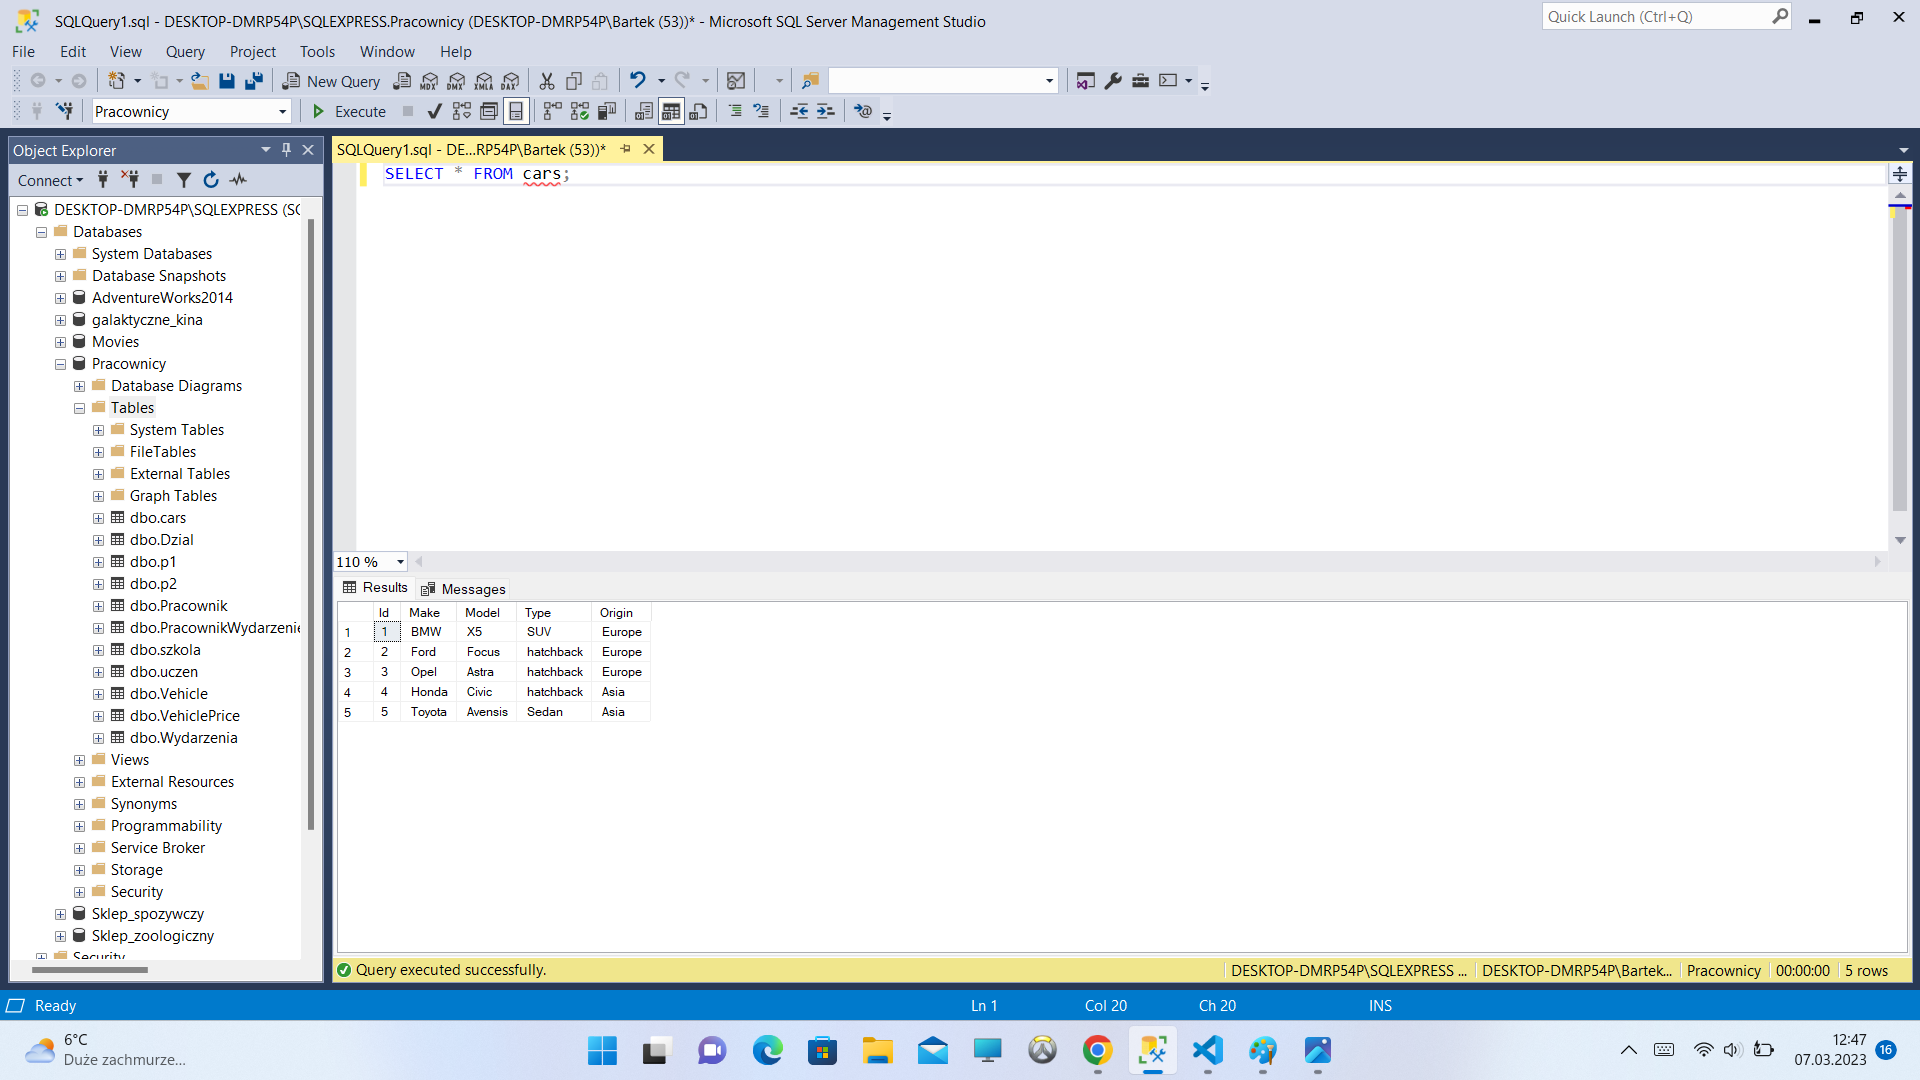 SQLQuery1.sql - DESKTOP-DMRP54P\SQLEXPRESS.Pracownicy (DESKTOP-DMRP54P\Bartek (53))* - Microsoft SQL Server Management Studio
Quick Launch (Ctrl+Q)
File Edit View Query Project Tools Window Help
New Query MDX DMX XMLA DAX
Pracownicy Execute
Object Explorer
SQLQuery1.sql - DE...RP54P\Bartek (53))*
Connect
SELECT * FROM cars;
DESKTOP-DMRP54P\SQLEXPRESS (SQ
Databases
System Databases
Database Snapshots
AdventureWorks2014
galaktyczne_kina
Movies
Pracownicy
Database Diagrams
Tables
System Tables
FileTables
External Tables
Graph Tables
dbo.cars
dbo.Dzial
dbo.p1
dbo.p2
dbo.Pracownik
dbo.PracownikWydarzenie
dbo.szkola
dbo.uczen
dbo.Vehicle
dbo.VehiclePrice
dbo.Wydarzenia
Views
External Resources
Synonyms
Programmability
Service Broker
Storage
Security
Sklep_spozywczy
Sklep_zoologiczny
Security
110 %
Results Messages
Id Make Model Type Origin
1 1 BMW X5 SUV Europe
2 2 Ford Focus hatchback Europe
3 3 Opel Astra hatchback Europe
4 4 Honda Civic hatchback Asia
5 5 Toyota Avensis Sedan Asia
Query executed successfully.
DESKTOP-DMRP54P\SQLEXPRESS ... DESKTOP-DMRP54P\Bartek... Pracownicy 00:00:00 5 rows
Ready Ln 1 Col 20 Ch 20 INS
6°C
Duże zachmurze...
12:47
07.03.2023
16